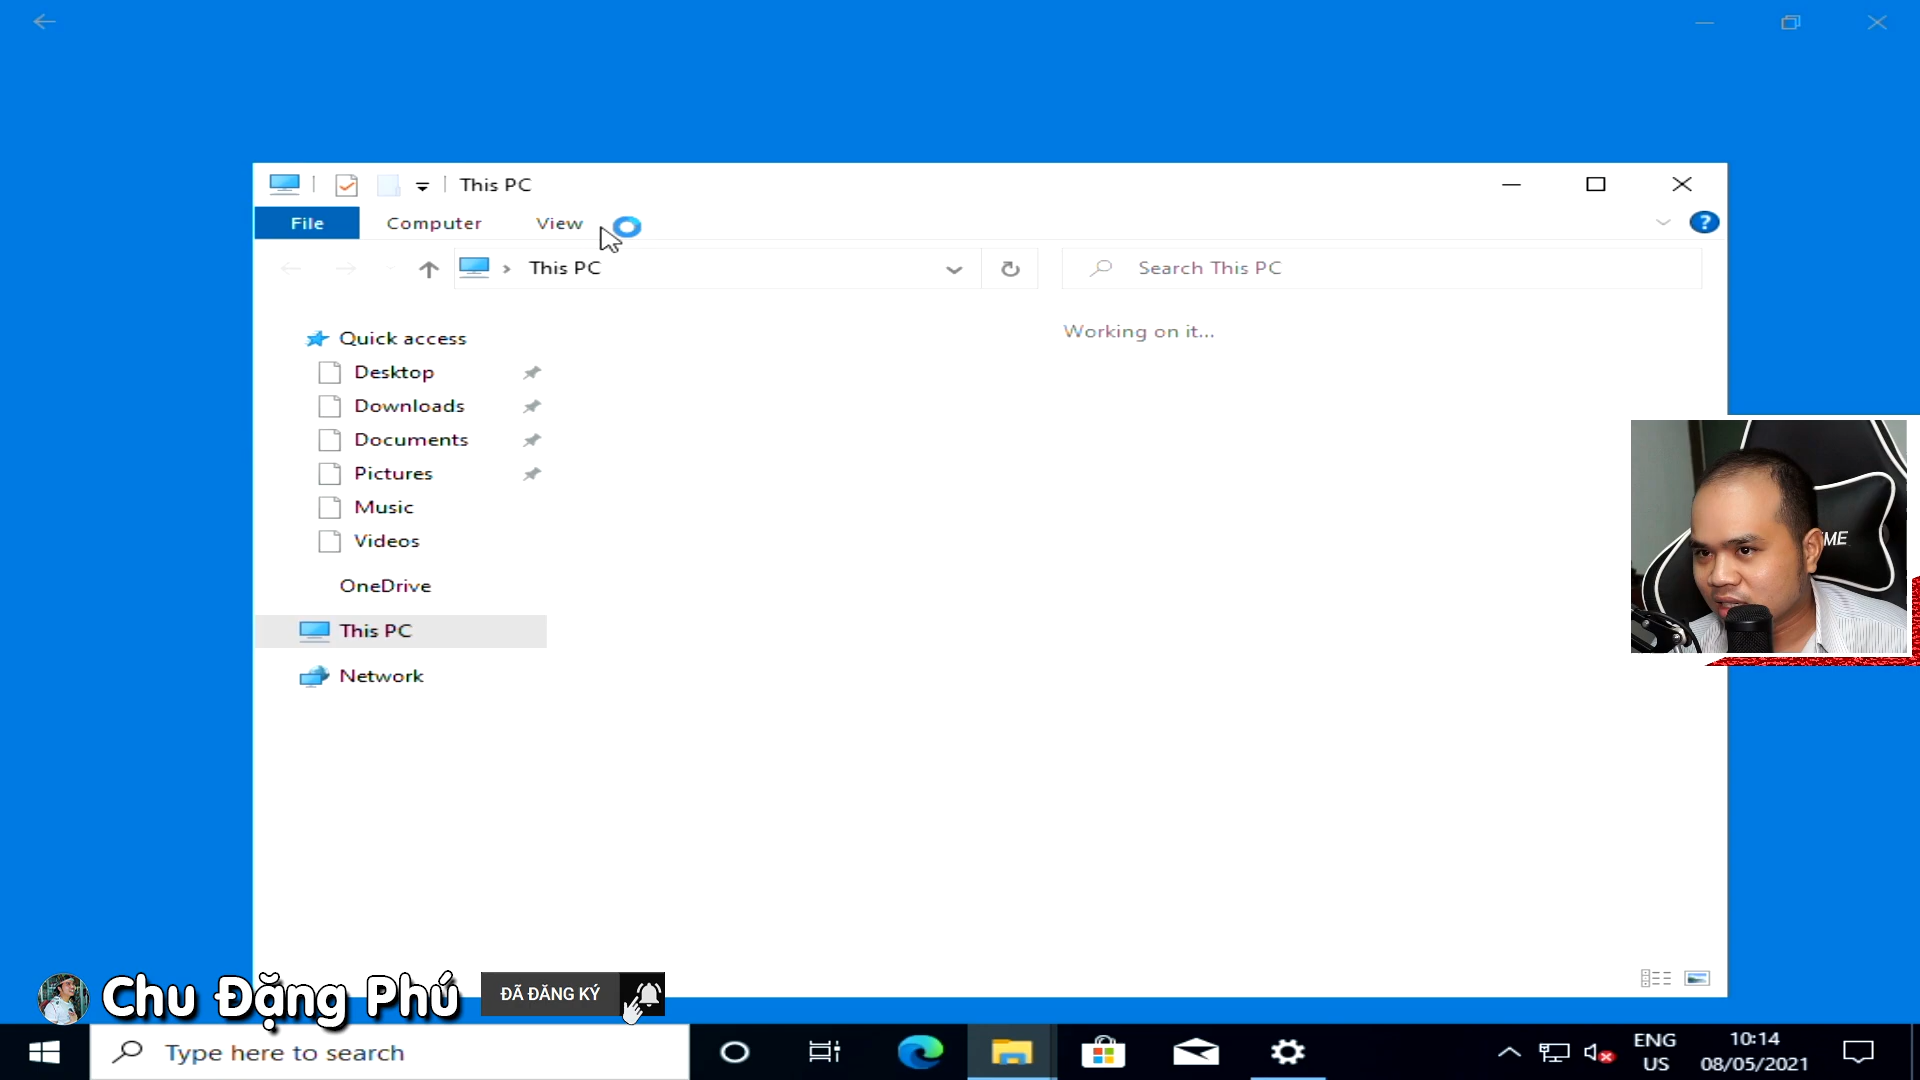 This PC
File Computer View
This PC
Search This PC
Working on it...
Quick access
Desktop
Downloads
Documents
Pictures
Music
Videos
OneDrive
This PC
Network
ME
Chu Đặng Phú
ĐÃ ĐĂNG KÝ
Type here to search
ENG
US
10:14
08/05/2021